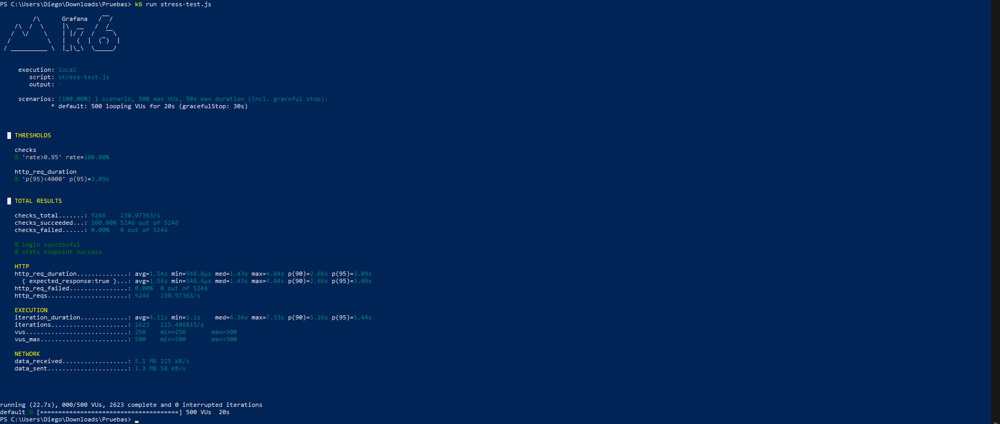 PS C:\Users\Diego\Downloads\Pruebas> k6 run stress-test.js
Grafana
execution: local
script: stress-test.js
output: -
scenarios: (100.00%) 1 scenario, 500 max VUs, 50s max duration (incl. graceful stop):
* default: 500 looping VUs for 20s (gracefulStop: 30s)
THRESHOLDS
checks
'rate>0.95' rate=100.00%
http_req_duration
'p(95)<4000' p(95)=3.09s
TOTAL RESULTS
checks_total.......: 5246    230.97363/s
checks_succeeded...: 100.00% 5246 out of 5246
checks_failed......: 0.00%   0 out of 5246
login successful
stats endpoint success
HTTP
http_req_duration..............: avg=1.54s min=548.6µs med=1.43s max=4.84s p(90)=2.66s p(95)=3.09s
{ expected_response:true }...: avg=1.54s min=548.6µs med=1.43s max=4.84s p(90)=2.66s p(95)=3.09s
http_req_failed................: 0.00%  0 out of 5246
http_reqs......................: 5246   230.97363/s
EXECUTION
iteration_duration.............: avg=4.11s min=1.1s    med=4.34s max=7.33s p(90)=5.16s p(95)=5.44s
iterations.....................: 2623   115.486815/s
vus............................: 250    min=250       max=500
vus_max........................: 500    min=500       max=500
NETWORK
data_received..................: 5.1 MB 225 kB/s
data_sent......................: 1.3 MB 58 kB/s
running (22.7s), 000/500 VUs, 2623 complete and 0 interrupted iterations
default [======================================] 500 VUs  20s
PS C:\Users\Diego\Downloads\Pruebas>